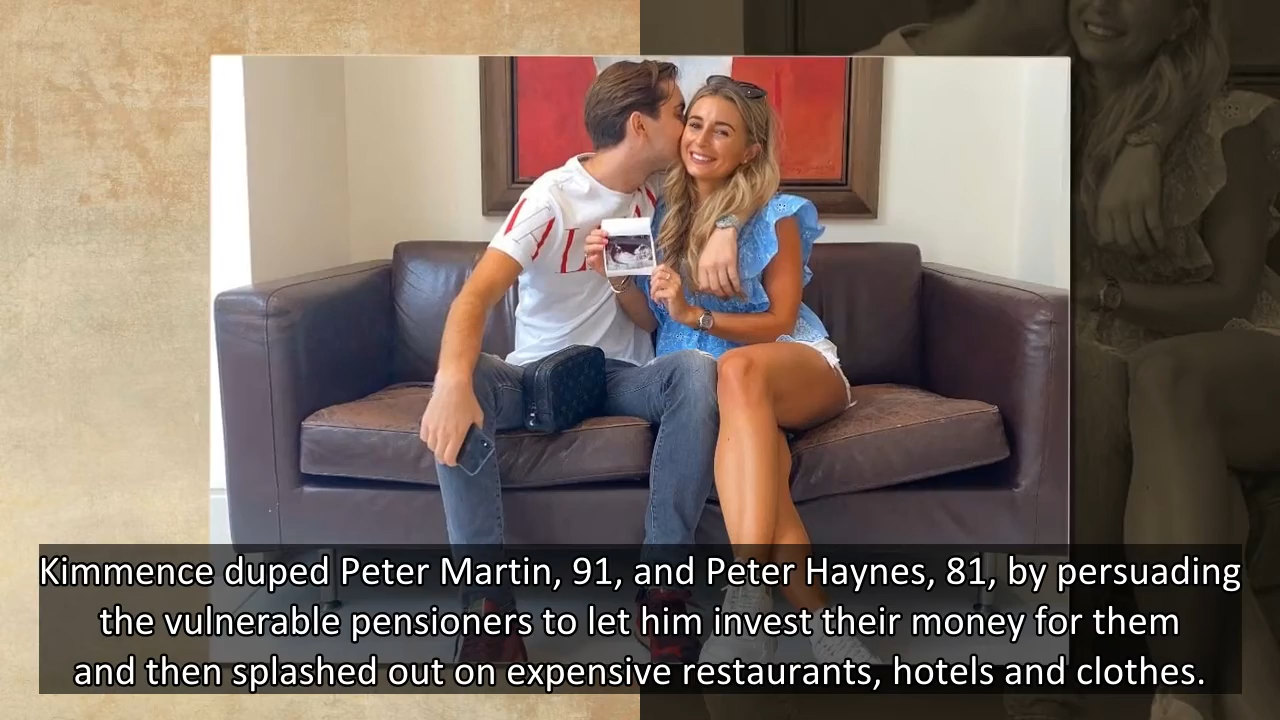 VAL
Kimmence duped Peter Martin, 91, and Peter Haynes, 81, by persuading
the vulnerable pensioners to let him invest their money for them
and then splashed out on expensive restaurants, hotels and clothes.